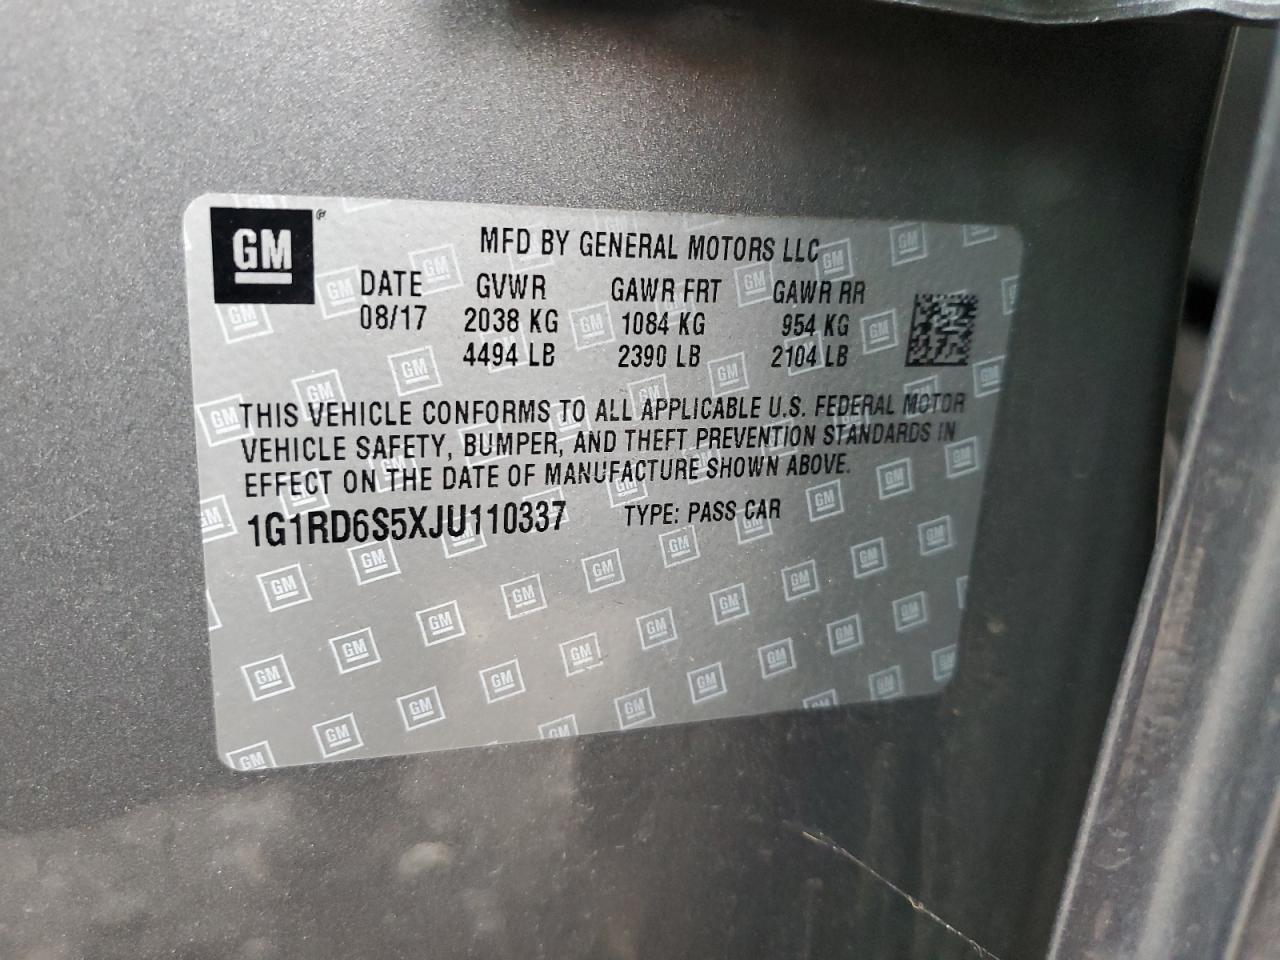 GM
MFD BY GENERAL MOTORS LLC
DATE GVWR GAWR FRT GAWR RR
08/17 2038 KG 1084 KG 954 KG
4494 LB 2390 LB 2104 LB
THIS VEHICLE CONFORMS TO ALL APPLICABLE U.S. FEDERAL MOTOR
VEHICLE SAFETY, BUMPER, AND THEFT PREVENTION STANDARDS IN
EFFECT ON THE DATE OF MANUFACTURE SHOWN ABOVE.
1G1RD6S5XJU110337 TYPE: PASS CAR